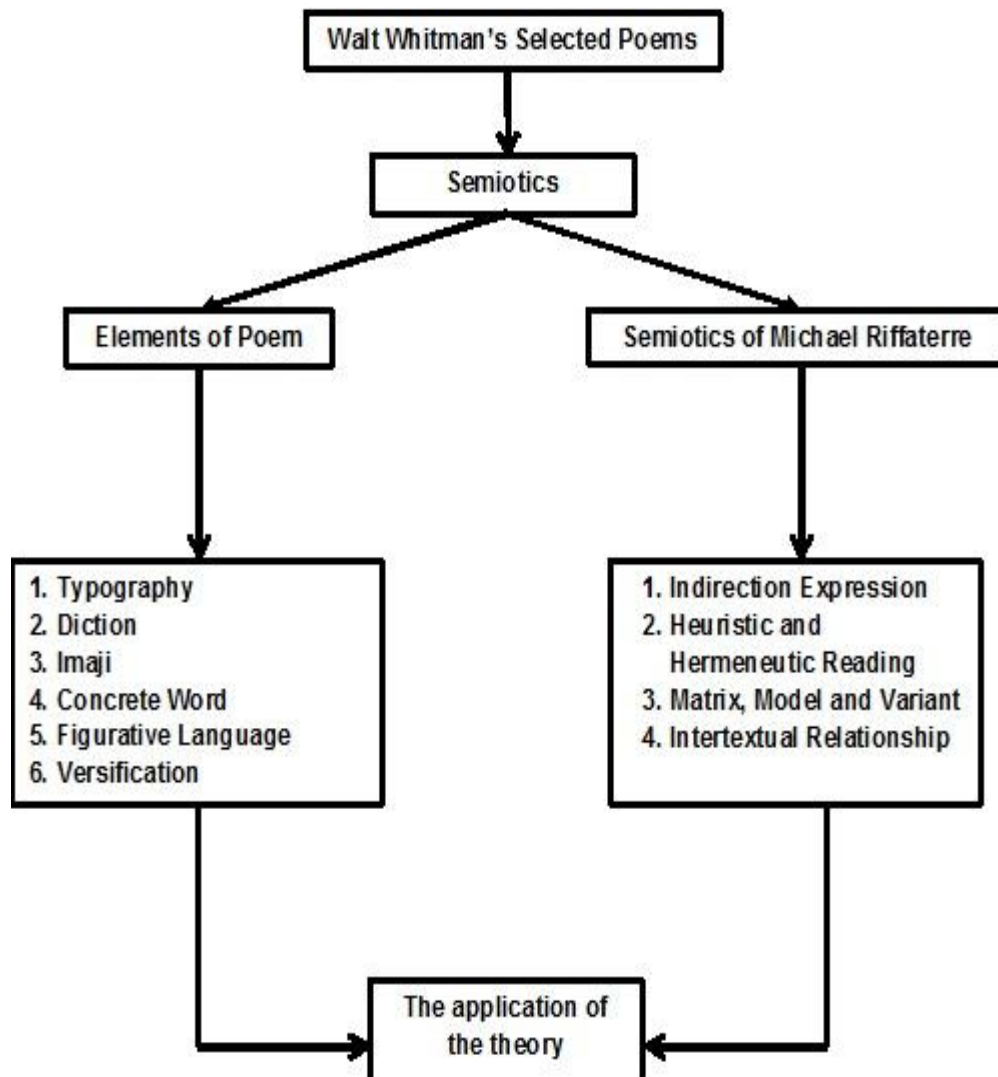 Walt Whitman's Selected Poems
Semiotics
Elements of Poem
Semiotics of Michael Riffaterre
1. Typography
2. Diction
3. Imaji
4. Concrete Word
5. Figurative Language
6. Versification
1. Indirection Expression
2. Heuristic and
Hermeneutic Reading
3. Matrix, Model and Variant
4. Intertextual Relationship
The application of
the theory